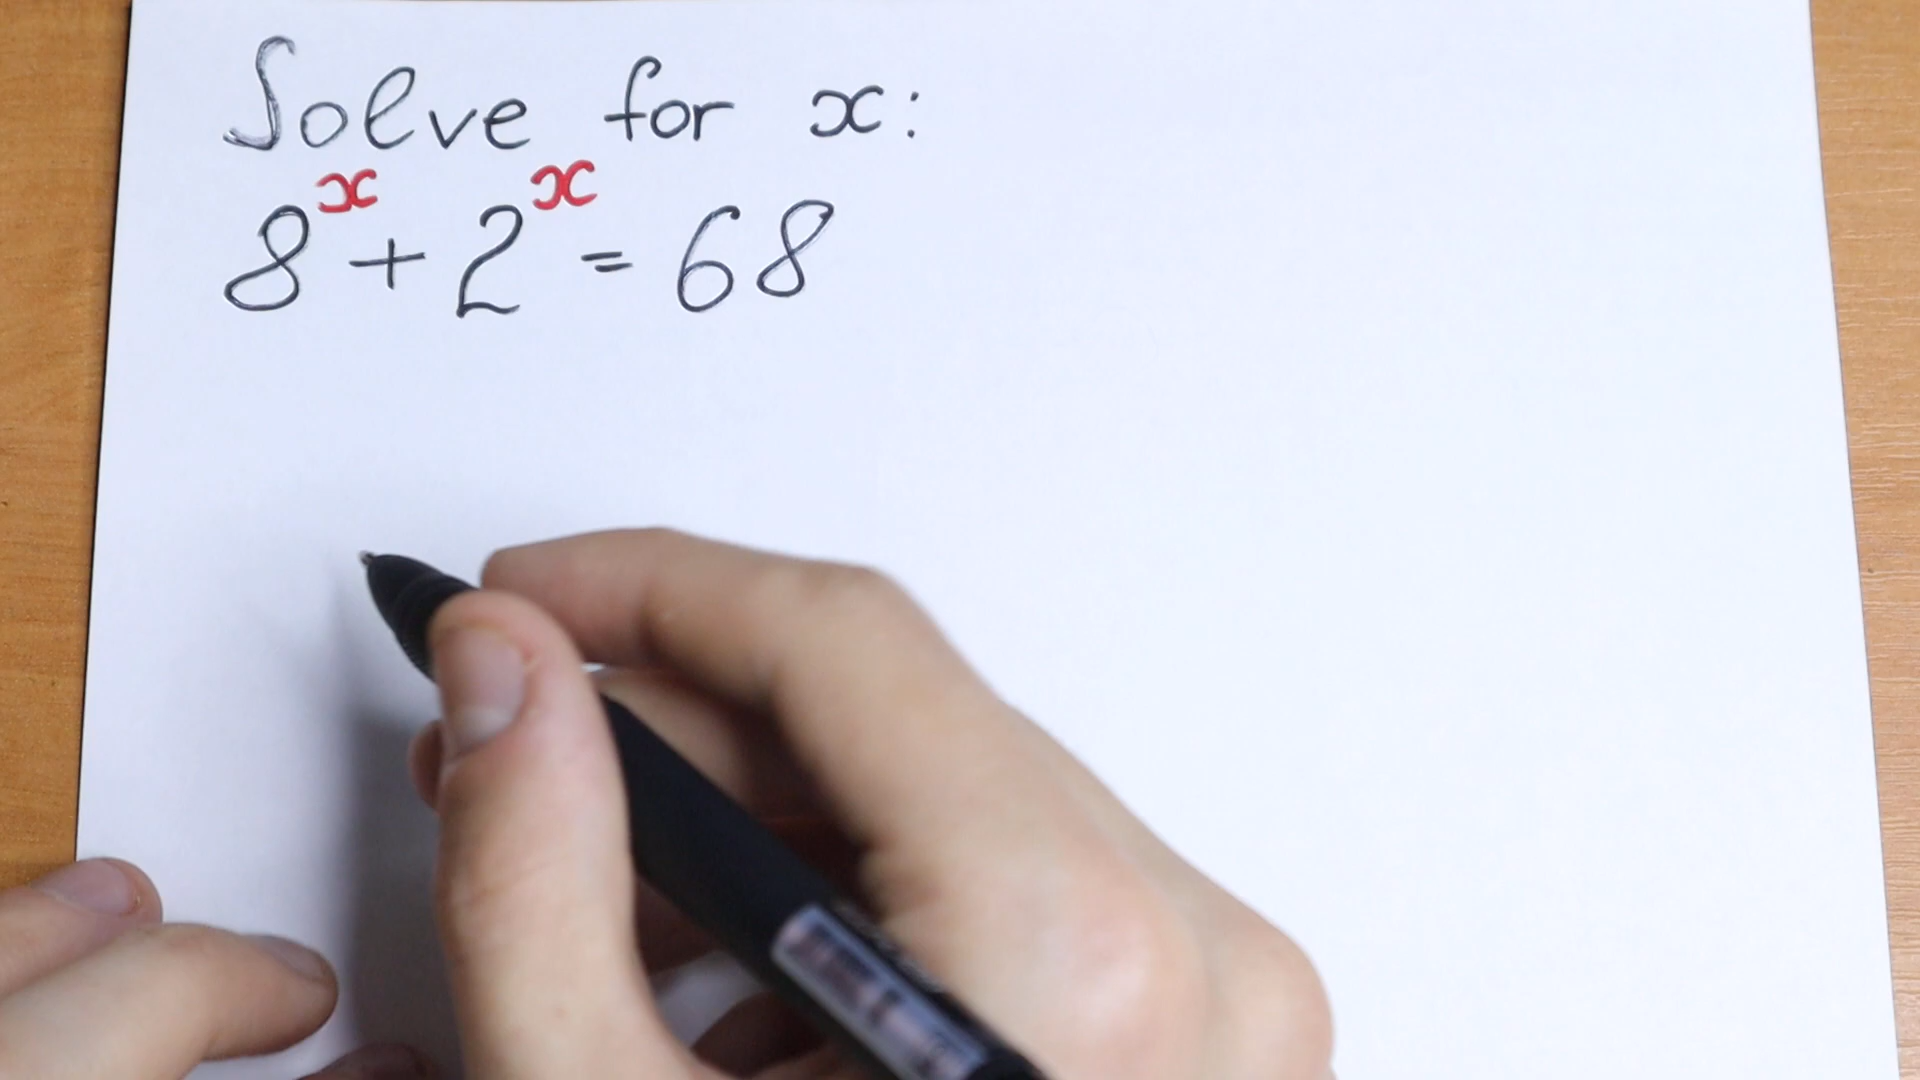 Solve for x:
8^x + 2^x = 68